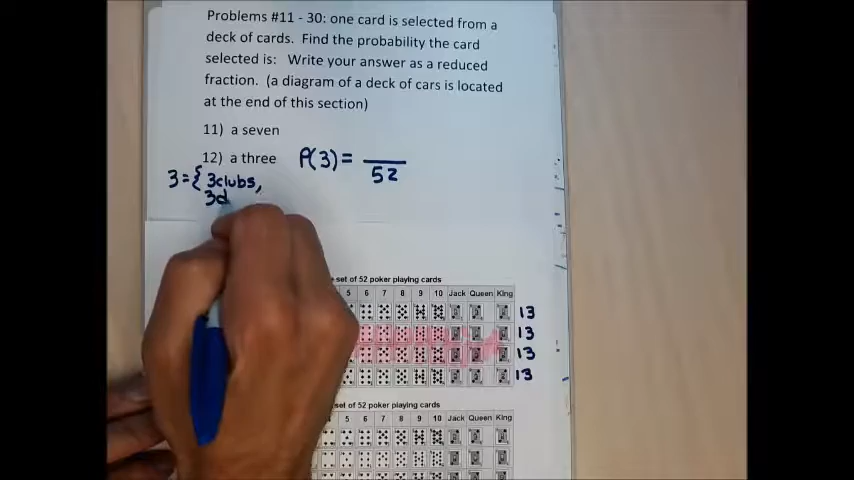 Problems #11 - 30: one card is selected from a
deck of cards. Find the probability the card
selected is: Write your answer as a reduced
fraction. (a diagram of a deck of cars is located
at the end of this section)
11) a seven
12) a three P(3) = 
52
3 = { 3clubs,
3d
set of 52 poker playing cards
5 6 7 8 9 10 Jack Queen King
13
13
13
13
set of 52 poker playing cards
5 6 7 8 9 10 Jack Queen King